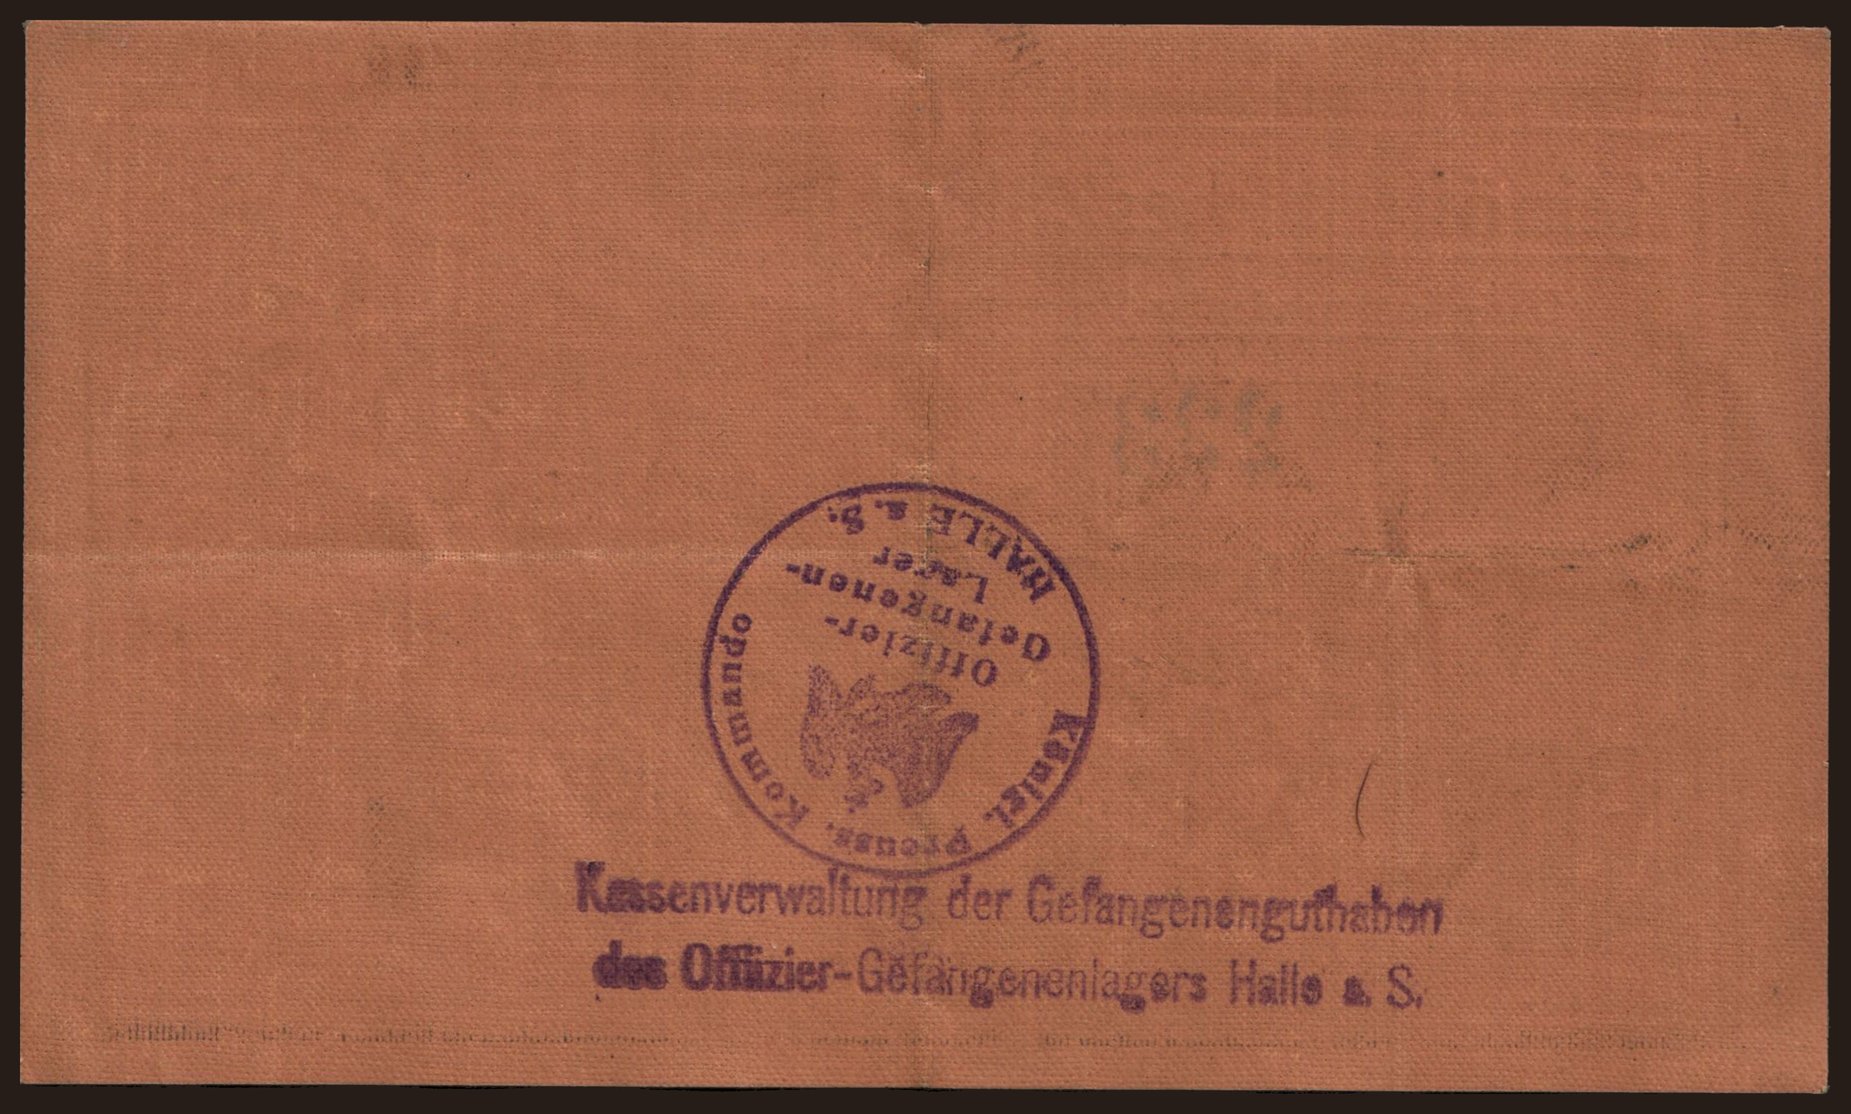 Königl. Preuss. Kommando
Offizier-
Gefangenen-
Lager
HALLE a. S.
Kassenverwaltung der Gefangenenguthaben
des Offizier-Gefangenenlagers Halle a. S.